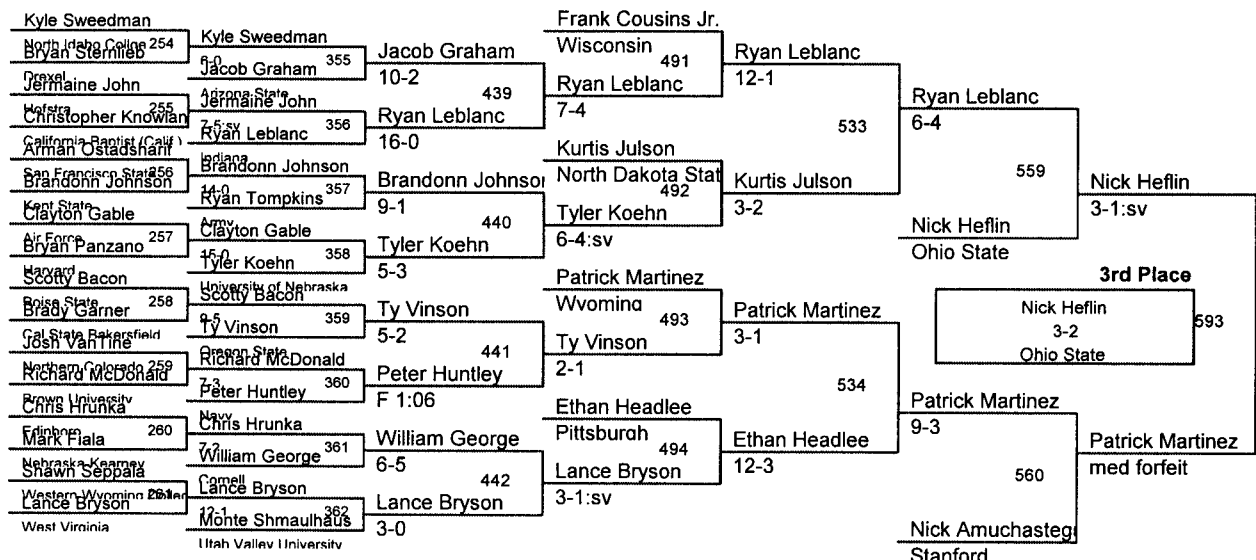 Kyle Sweedman
North Idaho College 254
Bryan Sternlieb
Drexel
Jermaine John
Hofstra 255
Christopher Knowlan
California Baptist (Calif.)
Arman Ostadsharif
San Francisco State 256
Brandonn Johnson
Kent State
Clayton Gable
Air Force 257
Bryan Panzano
Harvard
Scotty Bacon
Boise State 258
Brady Garner
Cal State Bakersfield
Josh VanTine
Northern Colorado 259
Richard McDonald
Brown University
Chris Hrunka
Edinboro 260
Mark Fiala
Nebraska-Kearney
Shawn Seppala
Western Wyoming 261
Lance Bryson
West Virginia
Kyle Sweedman
6-0 355
Jacob Graham
Arizona State
Jermaine John
7-5:sv 356
Ryan Leblanc
Indiana
Brandonn Johnson
14-0 357
Ryan Tompkins
Army
Clayton Gable
15-0 358
Tyler Koehn
University of Nebraska
Scotty Bacon
9-5 359
Ty Vinson
Oregon State
Richard McDonald
7-3 360
Peter Huntley
Navy
Chris Hrunka
7-2 361
William George
Cornell
Lance Bryson
12-1 362
Monte Shmaulhaus
Utah Valley University
Jacob Graham
10-2
439
Ryan Leblanc
16-0
Brandonn Johnson
9-1
440
Tyler Koehn
5-3
Ty Vinson
5-2
441
Peter Huntley
F 1:06
William George
6-5
442
Lance Bryson
3-0
Frank Cousins Jr.
Wisconsin
491
Ryan Leblanc
7-4
Kurtis Julson
North Dakota Stat
492
Tyler Koehn
6-4:sv
Patrick Martinez
Wyoming
493
Ty Vinson
2-1
Ethan Headlee
Pittsburgh
494
Lance Bryson
3-1:sv
Ryan Leblanc
12-1
533
Kurtis Julson
3-2
Patrick Martinez
3-1
534
Ethan Headlee
12-3
Ryan Leblanc
6-4
559
Nick Heflin
Ohio State
Patrick Martinez
9-3
560
Nick Amuchasteg
Stanford
Nick Heflin
3-1:sv
3rd Place
Nick Heflin
3-2
Ohio State
593
Patrick Martinez
med forfeit